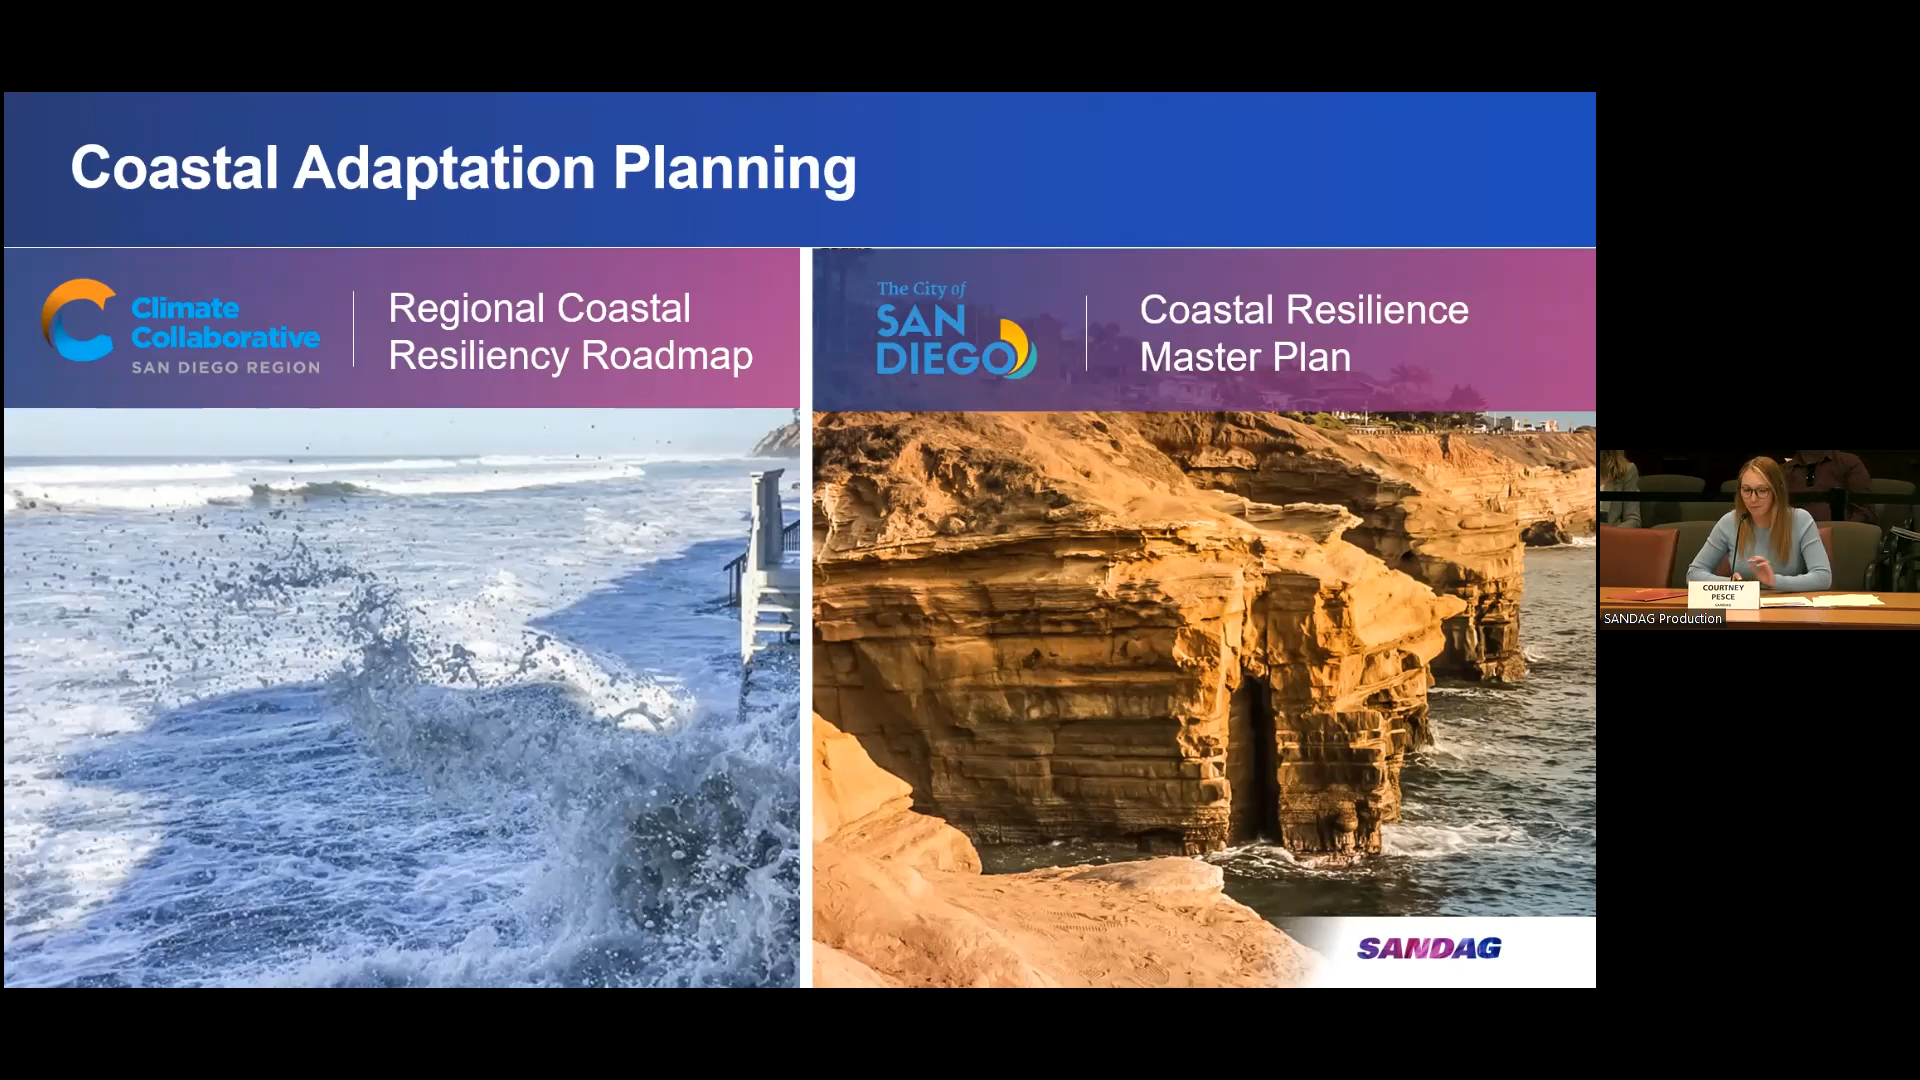 Coastal Adaptation Planning
Climate
Collaborative
SAN DIEGO REGION
Regional Coastal
Resiliency Roadmap
The City of
SAN
DIEGO
Coastal Resilience
Master Plan
SANDAG
COURTNEY
PESCE
SANDAG
SANDAG Production